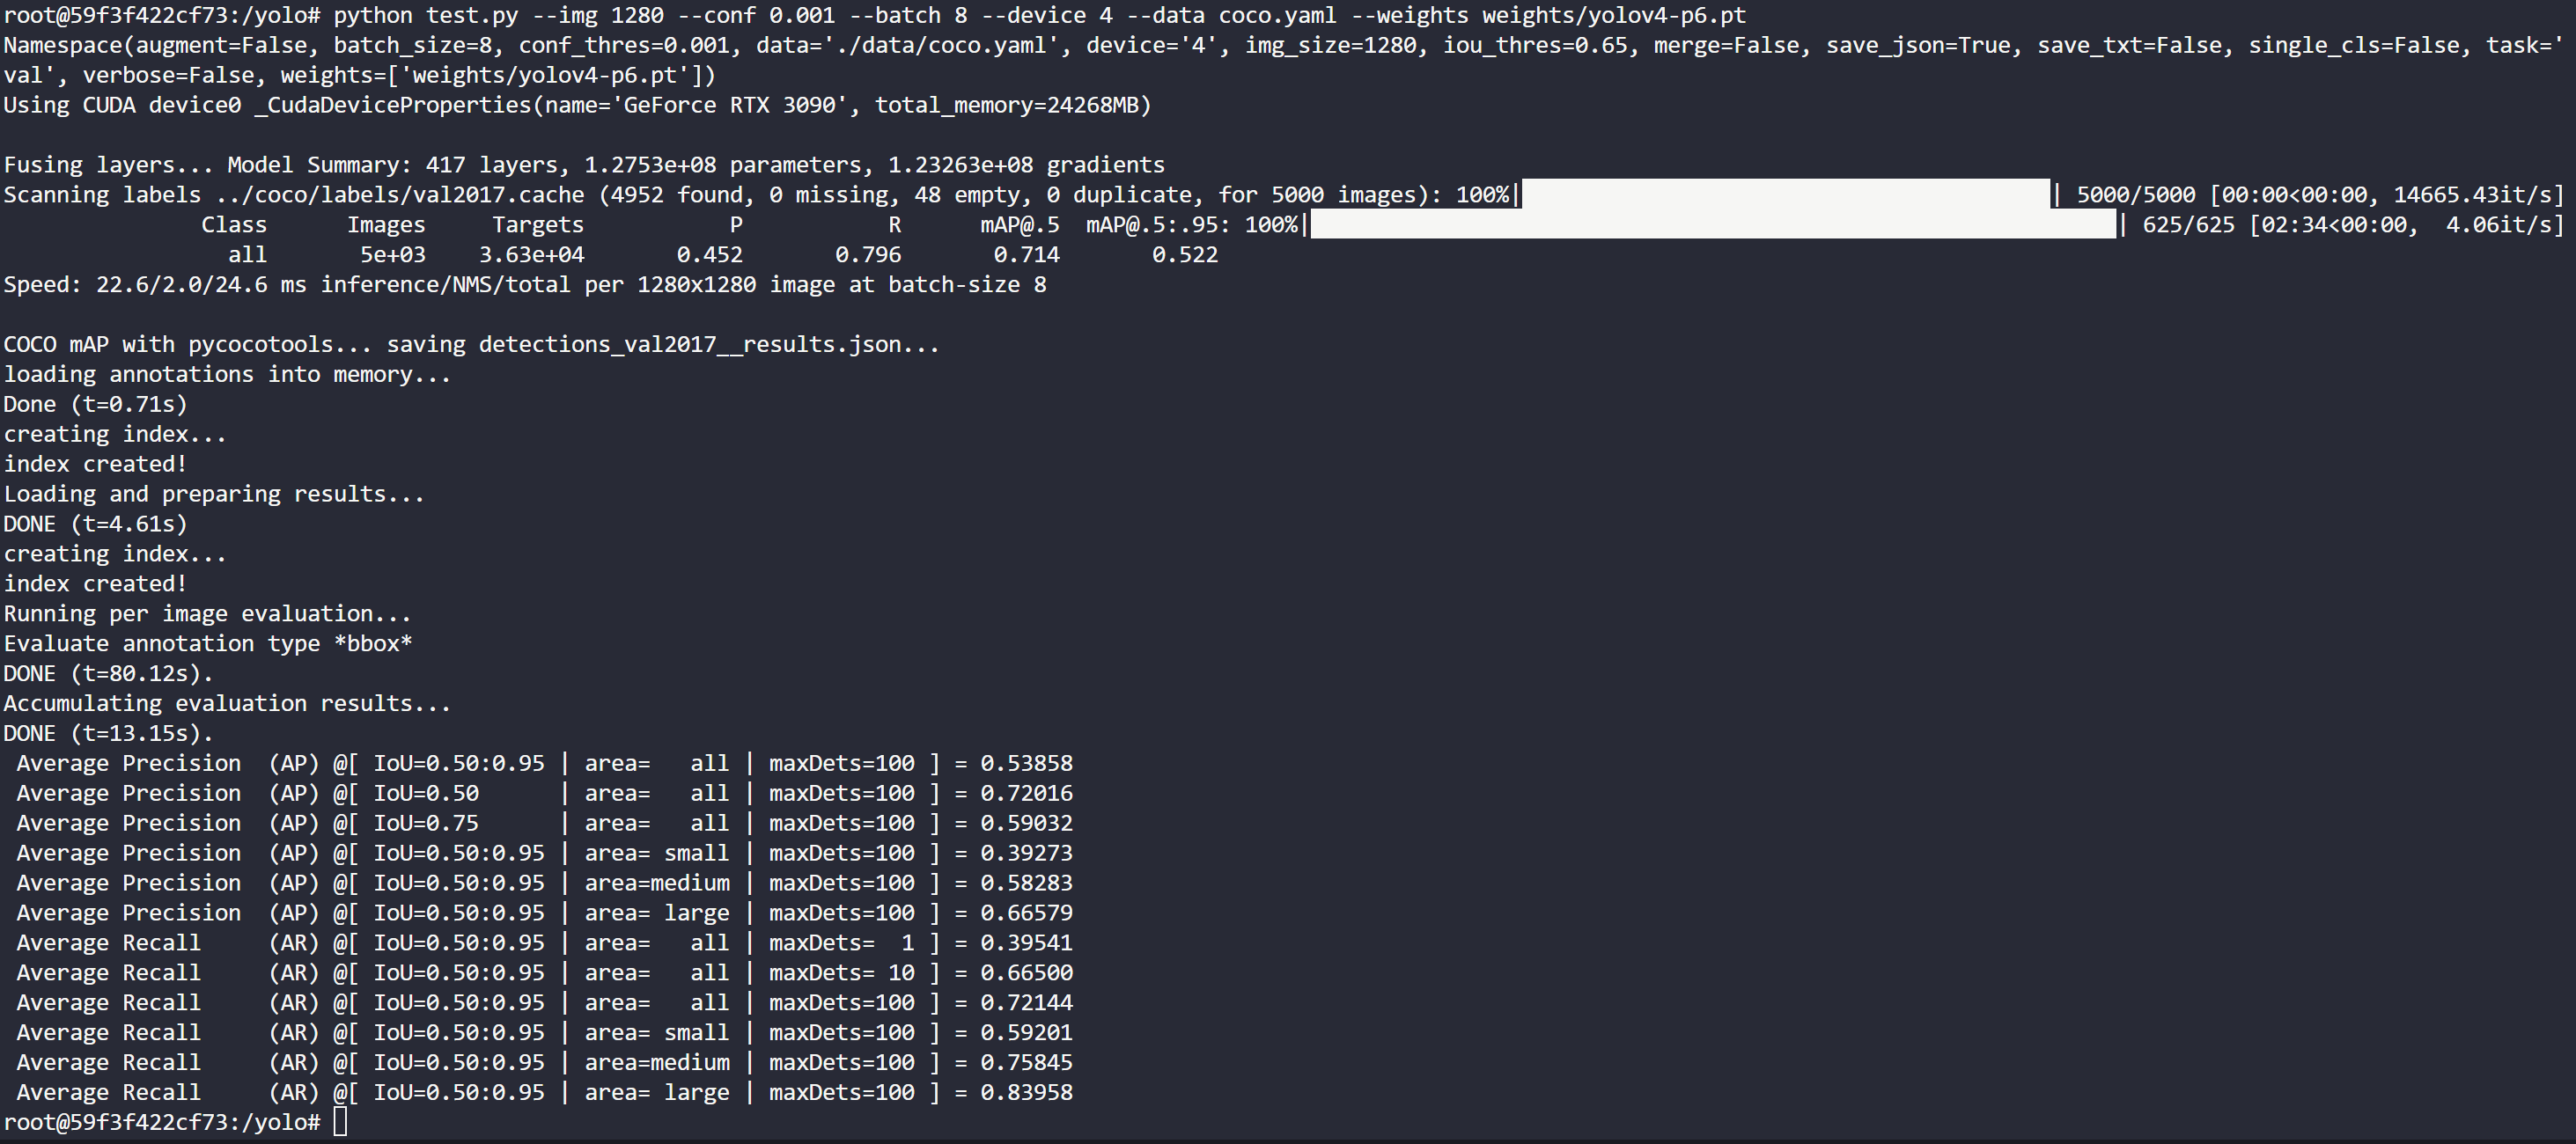 root@59f3f422cf73:/yolo# python test.py --img 1280 --conf 0.001 --batch 8 --device 4 --data coco.yaml --weights weights/yolov4-p6.pt
Namespace(augment=False, batch_size=8, conf_thres=0.001, data='./data/coco.yaml', device='4', img_size=1280, iou_thres=0.65, merge=False, save_json=True, save_txt=False, single_cls=False, task='
val', verbose=False, weights=['weights/yolov4-p6.pt'])
Using CUDA device0 _CudaDeviceProperties(name='GeForce RTX 3090', total_memory=24268MB)
Fusing layers... Model Summary: 417 layers, 1.2753e+08 parameters, 1.23263e+08 gradients
Scanning labels ../coco/labels/val2017.cache (4952 found, 0 missing, 48 empty, 0 duplicate, for 5000 images): 100%| | 5000/5000 [00:00<00:00, 14665.43it/s]
Class Images Targets P R mAP@.5 mAP@.5:.95: 100%| | 625/625 [02:34<00:00, 4.06it/s]
all 5e+03 3.63e+04 0.452 0.796 0.714 0.522
Speed: 22.6/2.0/24.6 ms inference/NMS/total per 1280x1280 image at batch-size 8
COCO mAP with pycocotools... saving detections_val2017__results.json...
loading annotations into memory...
Done (t=0.71s)
creating index...
index created!
Loading and preparing results...
DONE (t=4.61s)
creating index...
index created!
Running per image evaluation...
Evaluate annotation type *bbox*
DONE (t=80.12s).
Accumulating evaluation results...
DONE (t=13.15s).
Average Precision (AP) @[ IoU=0.50:0.95 | area= all | maxDets=100 ] = 0.53858
Average Precision (AP) @[ IoU=0.50 | area= all | maxDets=100 ] = 0.72016
Average Precision (AP) @[ IoU=0.75 | area= all | maxDets=100 ] = 0.59032
Average Precision (AP) @[ IoU=0.50:0.95 | area= small | maxDets=100 ] = 0.39273
Average Precision (AP) @[ IoU=0.50:0.95 | area=medium | maxDets=100 ] = 0.58283
Average Precision (AP) @[ IoU=0.50:0.95 | area= large | maxDets=100 ] = 0.66579
Average Recall (AR) @[ IoU=0.50:0.95 | area= all | maxDets= 1 ] = 0.39541
Average Recall (AR) @[ IoU=0.50:0.95 | area= all | maxDets= 10 ] = 0.66500
Average Recall (AR) @[ IoU=0.50:0.95 | area= all | maxDets=100 ] = 0.72144
Average Recall (AR) @[ IoU=0.50:0.95 | area= small | maxDets=100 ] = 0.59201
Average Recall (AR) @[ IoU=0.50:0.95 | area=medium | maxDets=100 ] = 0.75845
Average Recall (AR) @[ IoU=0.50:0.95 | area= large | maxDets=100 ] = 0.83958
root@59f3f422cf73:/yolo#